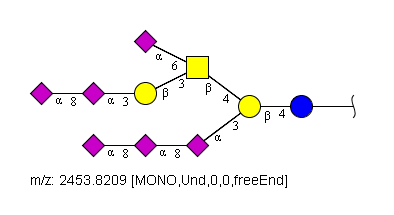 α 6
α 8 α 3 β 3 β 4
β 4
α 8 α 8 α 3
m/z: 2453.8209 [MONO,Und,0,0,freeEnd]